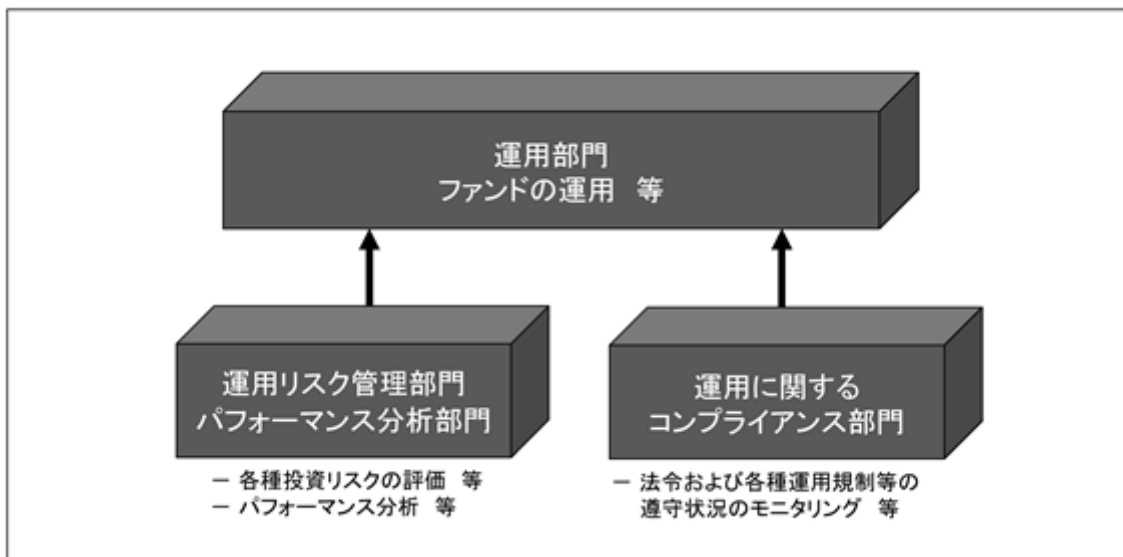 運用部門
ファンドの運用 等
運用リスク管理部門
パフォーマンス分析部門
運用に関する
コンプライアンス部門
－ 各種投資リスクの評価 等
－ パフォーマンス分析 等
－ 法令および各種運用規制等の
遵守状況のモニタリング 等